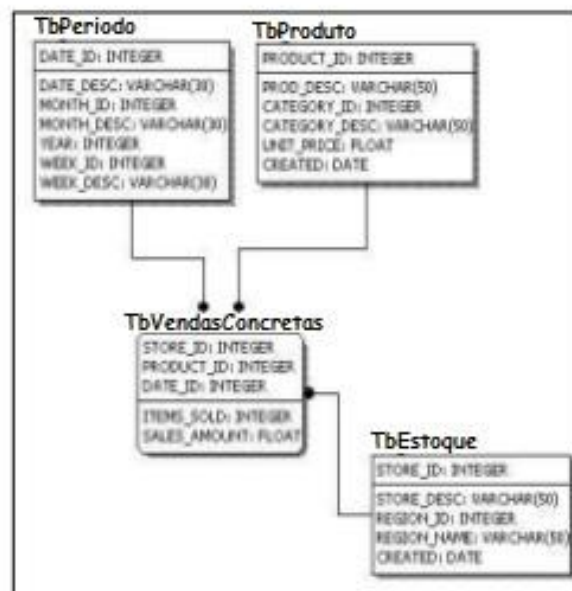 TbPeriodo
DATE_ID: INTEGER
DATE_DESC: VARCHAR(30)
MONTH_ID: INTEGER
MONTH_DESC: VARCHAR(30)
YEAR: INTEGER
WEEK_ID: INTEGER
WEEK_DESC: VARCHAR(30)
TbProduto
PRODUCT_ID: INTEGER
PROD_DESC: VARCHAR(50)
CATEGORY_ID: INTEGER
CATEGORY_DESC: VARCHAR(50)
UNIT_PRICE: FLOAT
CREATED: DATE
TbVendasConcretas
STORE_ID: INTEGER
PRODUCT_ID: INTEGER
DATE_ID: INTEGER
ITEMS_SOLD: INTEGER
SALES_AMOUNT: FLOAT
TbEstoque
STORE_ID: INTEGER
STORE_DESC: VARCHAR(50)
REGION_ID: INTEGER
REGION_NAME: VARCHAR(50)
CREATED: DATE